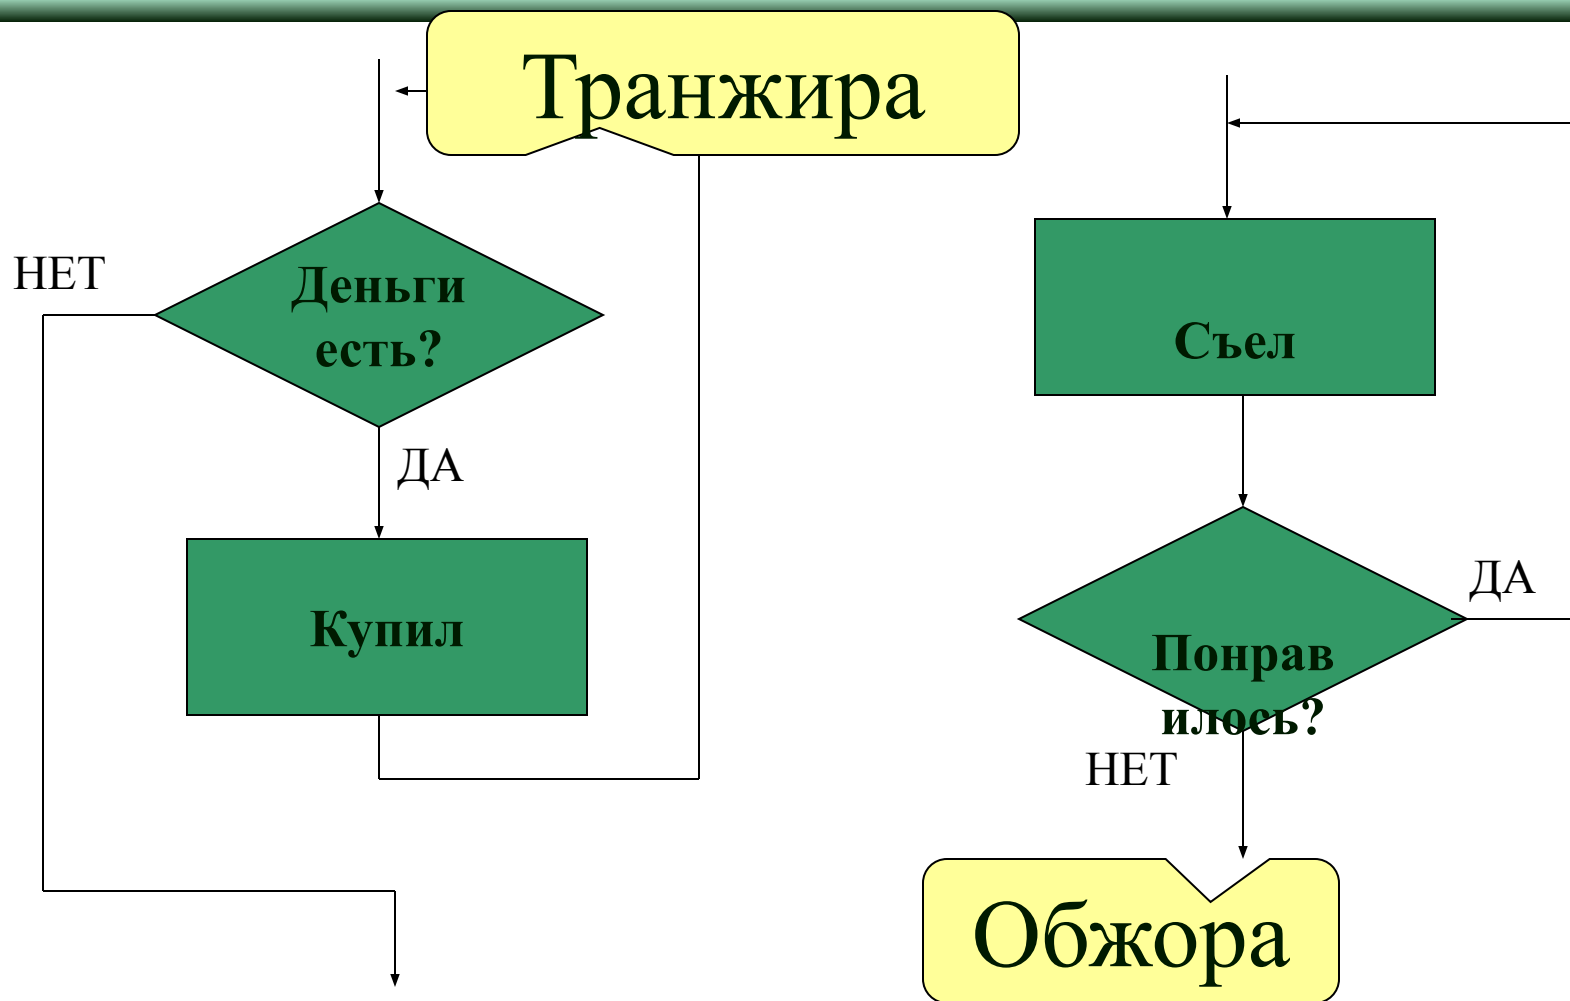 Транжира
НЕТ
Деньги
есть?
ДА
Купил
Съел
ДА
Понрав
илось?
НЕТ
Обжора